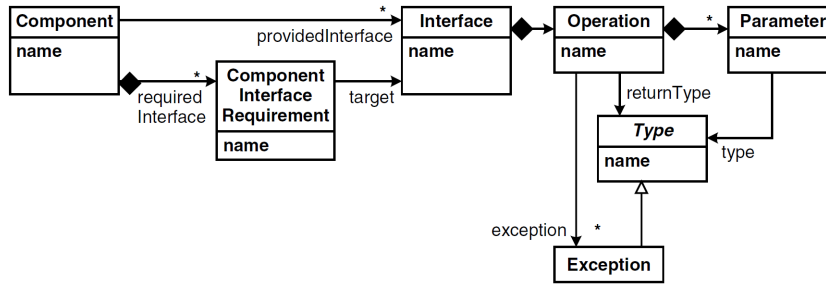 Component
name
*
providedInterface
Interface
name
Operation
name
*
Parameter
name
*
required
Interface
Component
Interface
Requirement
name
target
returnType
Type
name
type
exception
*
Exception